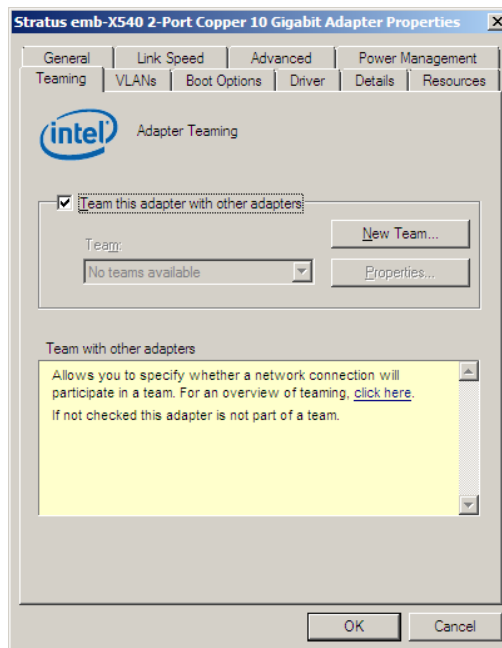 Stratus emb-X540 2-Port Copper 10 Gigabit Adapter Properties
General Link Speed Advanced Power Management
Teaming VLANs Boot Options Driver Details Resources
intel Adapter Teaming
Team this adapter with other adapters
New Team...
Team:
No teams available Properties...
Team with other adapters
Allows you to specify whether a network connection will
participate in a team. For an overview of teaming, click here.
If not checked this adapter is not part of a team.
OK Cancel